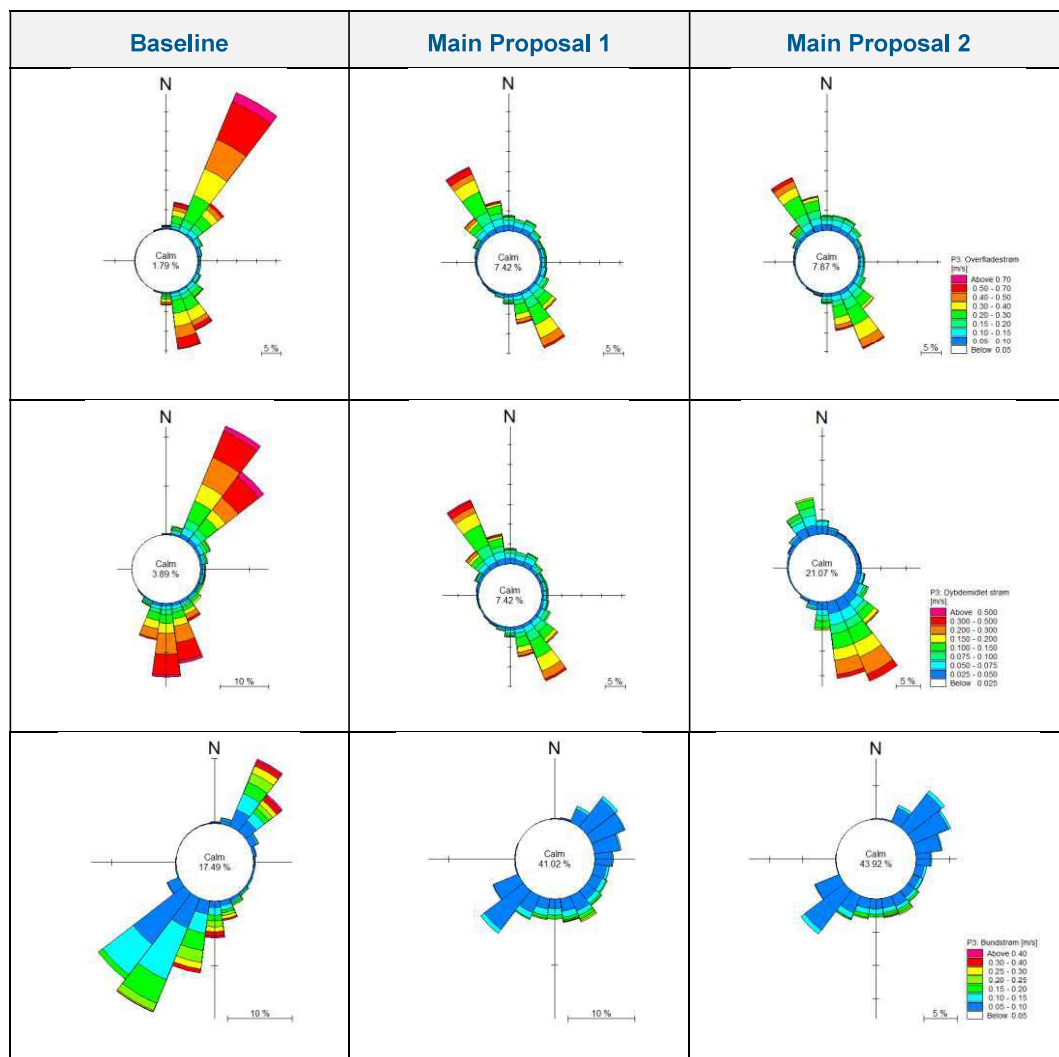 Baseline
Main Proposal 1
Main Proposal 2
N
Calm
1.79 %
5 %
N
Calm
7.42 %
5 %
N
Calm
7.87 %
5 %
P3: Overfladestrøm
[m/s]
Above 0.70
0.50 - 0.70
0.40 - 0.50
0.30 - 0.40
0.20 - 0.30
0.15 - 0.20
0.10 - 0.15
0.05 - 0.10
Below 0.05
N
Calm
3.89 %
10 %
N
Calm
7.42 %
5 %
N
Calm
21.07 %
5 %
P3: Dybdemidlet strøm
[m/s]
Above 0.500
0.300 - 0.500
0.200 - 0.300
0.150 - 0.200
0.100 - 0.150
0.075 - 0.100
0.050 - 0.075
0.025 - 0.050
Below 0.025
N
Calm
17.49 %
10 %
N
Calm
41.02 %
10 %
N
Calm
43.92 %
5 %
P3: Bundstrøm [m/s]
Above 0.40
0.30 - 0.40
0.25 - 0.30
0.20 - 0.25
0.15 - 0.20
0.10 - 0.15
0.05 - 0.10
Below 0.05